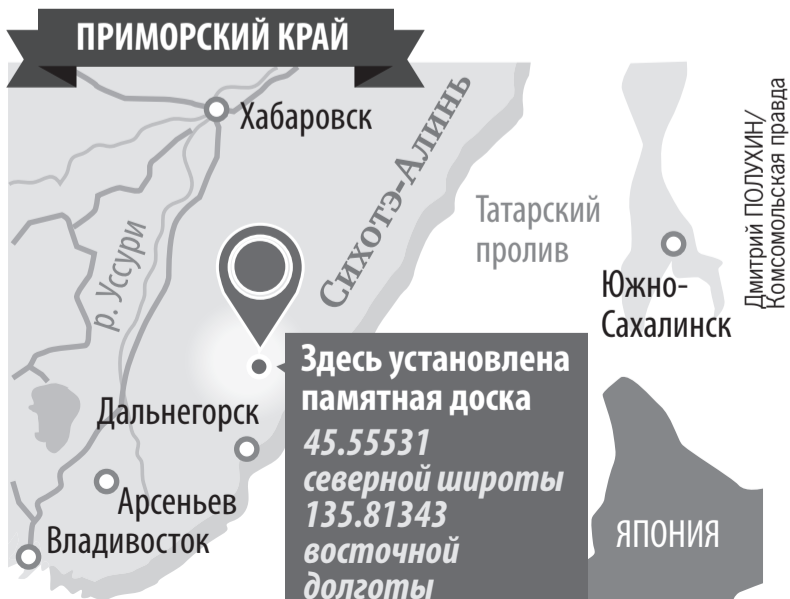 ПРИМОРСКИЙ КРАЙ
Хабаровск
Сихотэ-Алинь
р. Уссури
Татарский
пролив
Южно-
Сахалинск
Дмитрий ПОЛУХИН/
Комсомольская правда
Здесь установлена
памятная доска
45.55531
северной широты
135.81343
восточной
долготы
Дальнегорск
Арсеньев
Владивосток
ЯПОНИЯ